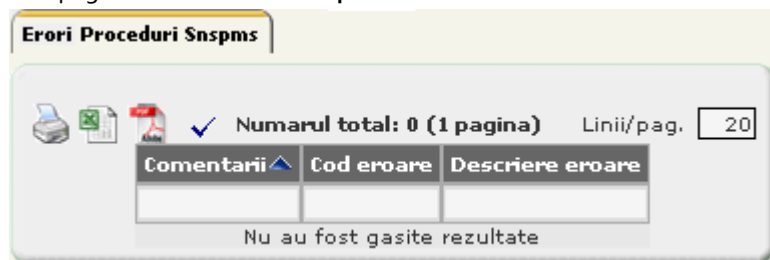 Erori Proceduri Snspms
Numarul total: 0 (1 pagina) Linii/pag. 20
Comentarii Cod eroare Descriere eroare
Nu au fost gasite rezultate